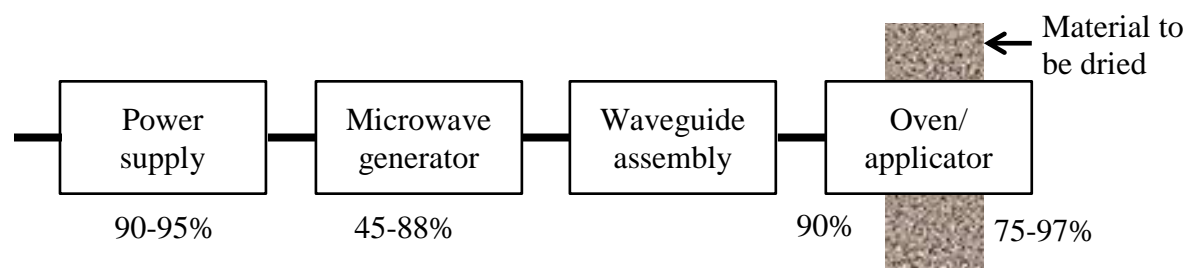 Material to
be dried
Power
supply
Microwave
generator
Waveguide
assembly
Oven/
applicator
90-95%
45-88%
90%
75-97%